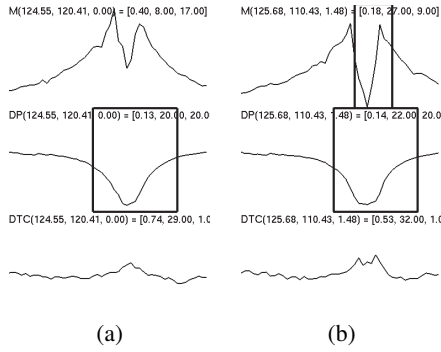 M(124.55, 120.41, 0.00) = [0.40, 8.00, 17.00]
M(125.68, 110.43, 1.48) = [0.18, 27.00, 9.00]
DP(124.55, 120.41, 0.00) = [0.13, 20.00, 20.0
DP(125.68, 110.43, 1.48) = [0.14, 22.00, 20.0
DTC(124.55, 120.41, 0.00) = [0.74, 29.00, 1.0
DTC(125.68, 110.43, 1.48) = [0.53, 32.00, 1.0
(a)
(b)